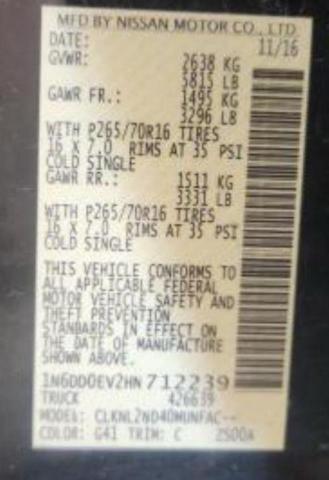 MFD BY NISSAN MOTOR CO., LTD
DATE: 11/16
GVWR: 2638 KG
5815 LB
GAWR FR.: 1495 KG
3296 LB
WITH P265/70R16 TIRES
16 X 7.0 RIMS AT 35 PSI
COLD SINGLE
GAWR RR.: 1511 KG
3331 LB
WITH P265/70R16 TIRES
16 X 7.0 RIMS AT 35 PSI
COLD SINGLE
THIS VEHICLE CONFORMS TO
ALL APPLICABLE FEDERAL
MOTOR VEHICLE SAFETY AND
THEFT PREVENTION
STANDARDS IN EFFECT ON
THE DATE OF MANUFACTURE
SHOWN ABOVE.
1N6DD0EV2HN712239
TRUCK 426639
MODEL: CLKNL2ND40MUNFAC--
COLOR: G41 TRIM: C 2500A